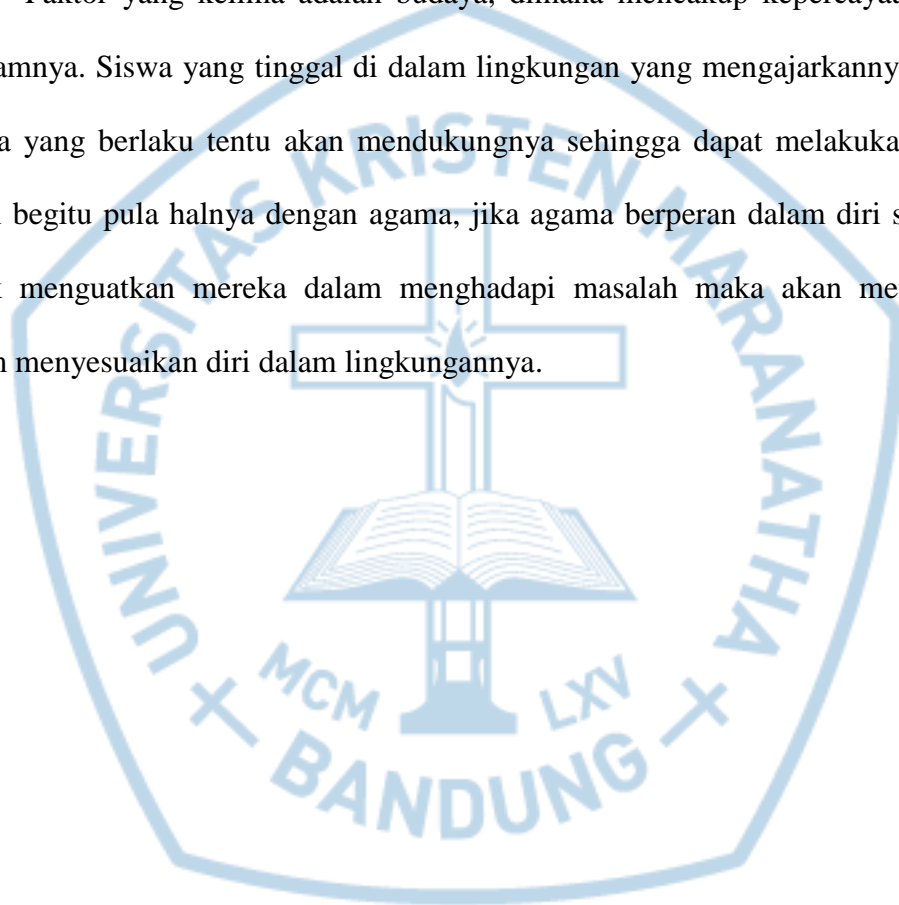 Faktor yang kelima adalah budaya, dimana mencakup kepercayaa
amnya. Siswa yang tinggal di dalam lingkungan yang mengajarkanny
a yang berlaku tentu akan mendukungnya sehingga dapat melakuka
begitu pula halnya dengan agama, jika agama berperan dalam diri s
menguatkan mereka dalam menghadapi masalah maka akan me
n menyesuaikan diri dalam lingkungannya.
UNIVERSITAS KRISTEN MARANATHA
MCM LXV
BANDUNG